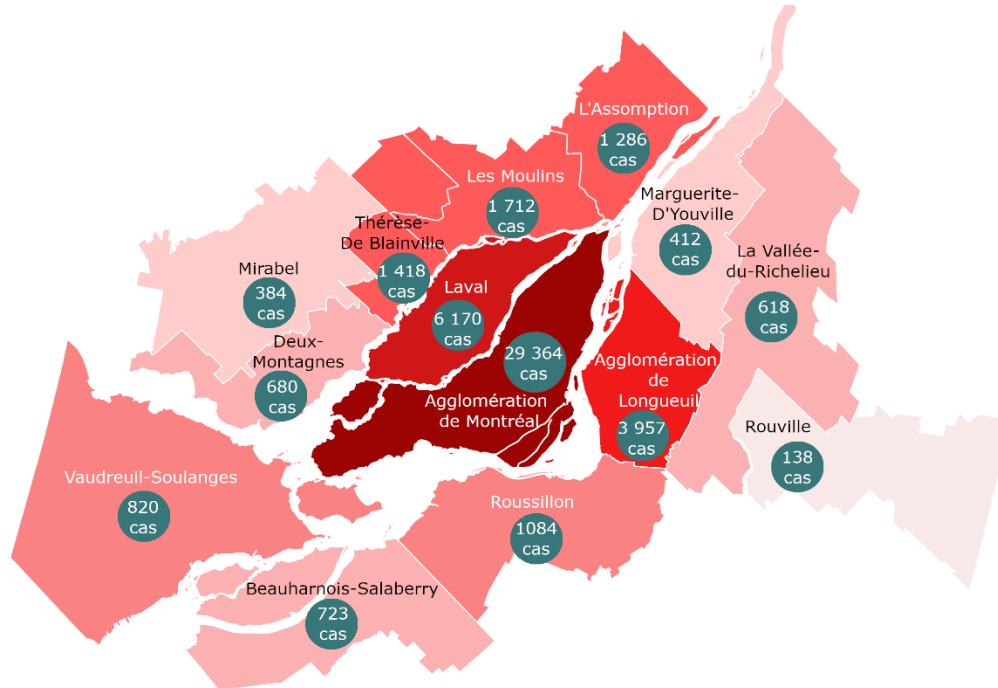 L'Assomption
1 286
cas
Les Moulins
1 712
cas
Marguerite-
D'Youville
412
cas
Thérèse-
De Blainville
1 418
cas
La Vallée-
du-Richelieu
618
cas
Mirabel
384
cas
Laval
6 170
cas
Deux-
Montagnes
680
cas
29 364
cas
Agglomération
de Montréal
Agglomération
de
Longueuil
3 957
cas
Rouville
138
cas
Vaudreuil-Soulanges
820
cas
Roussillon
1084
cas
Beauharnois-Salaberry
723
cas